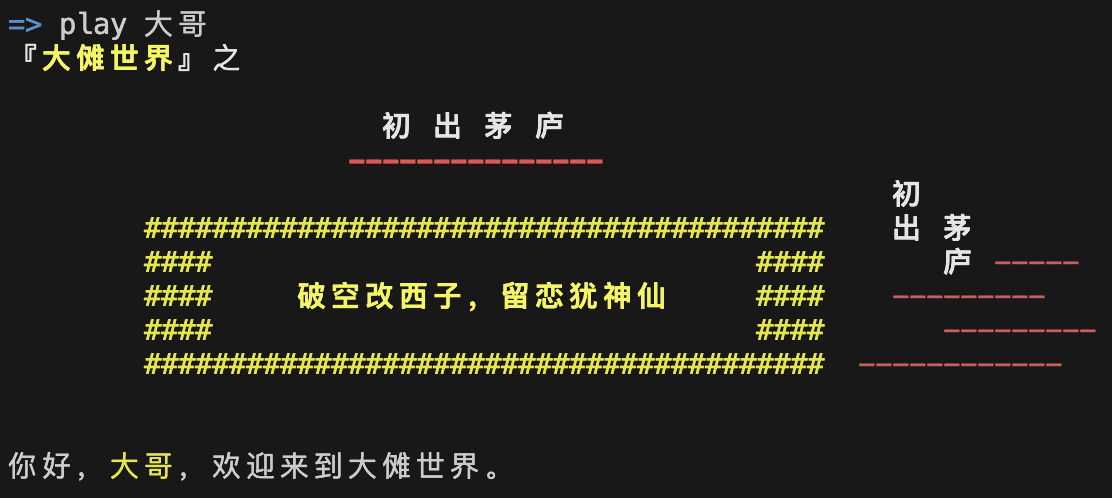 => play 大哥
『大傩世界』之
初 出 茅 庐
---------------
初
######################################## 出 茅
#### #### 庐 -----
#### 破空改西子，留恋犹神仙 #### ---------
#### #### ---------
######################################## ------------
你好，大哥，欢迎来到大傩世界。